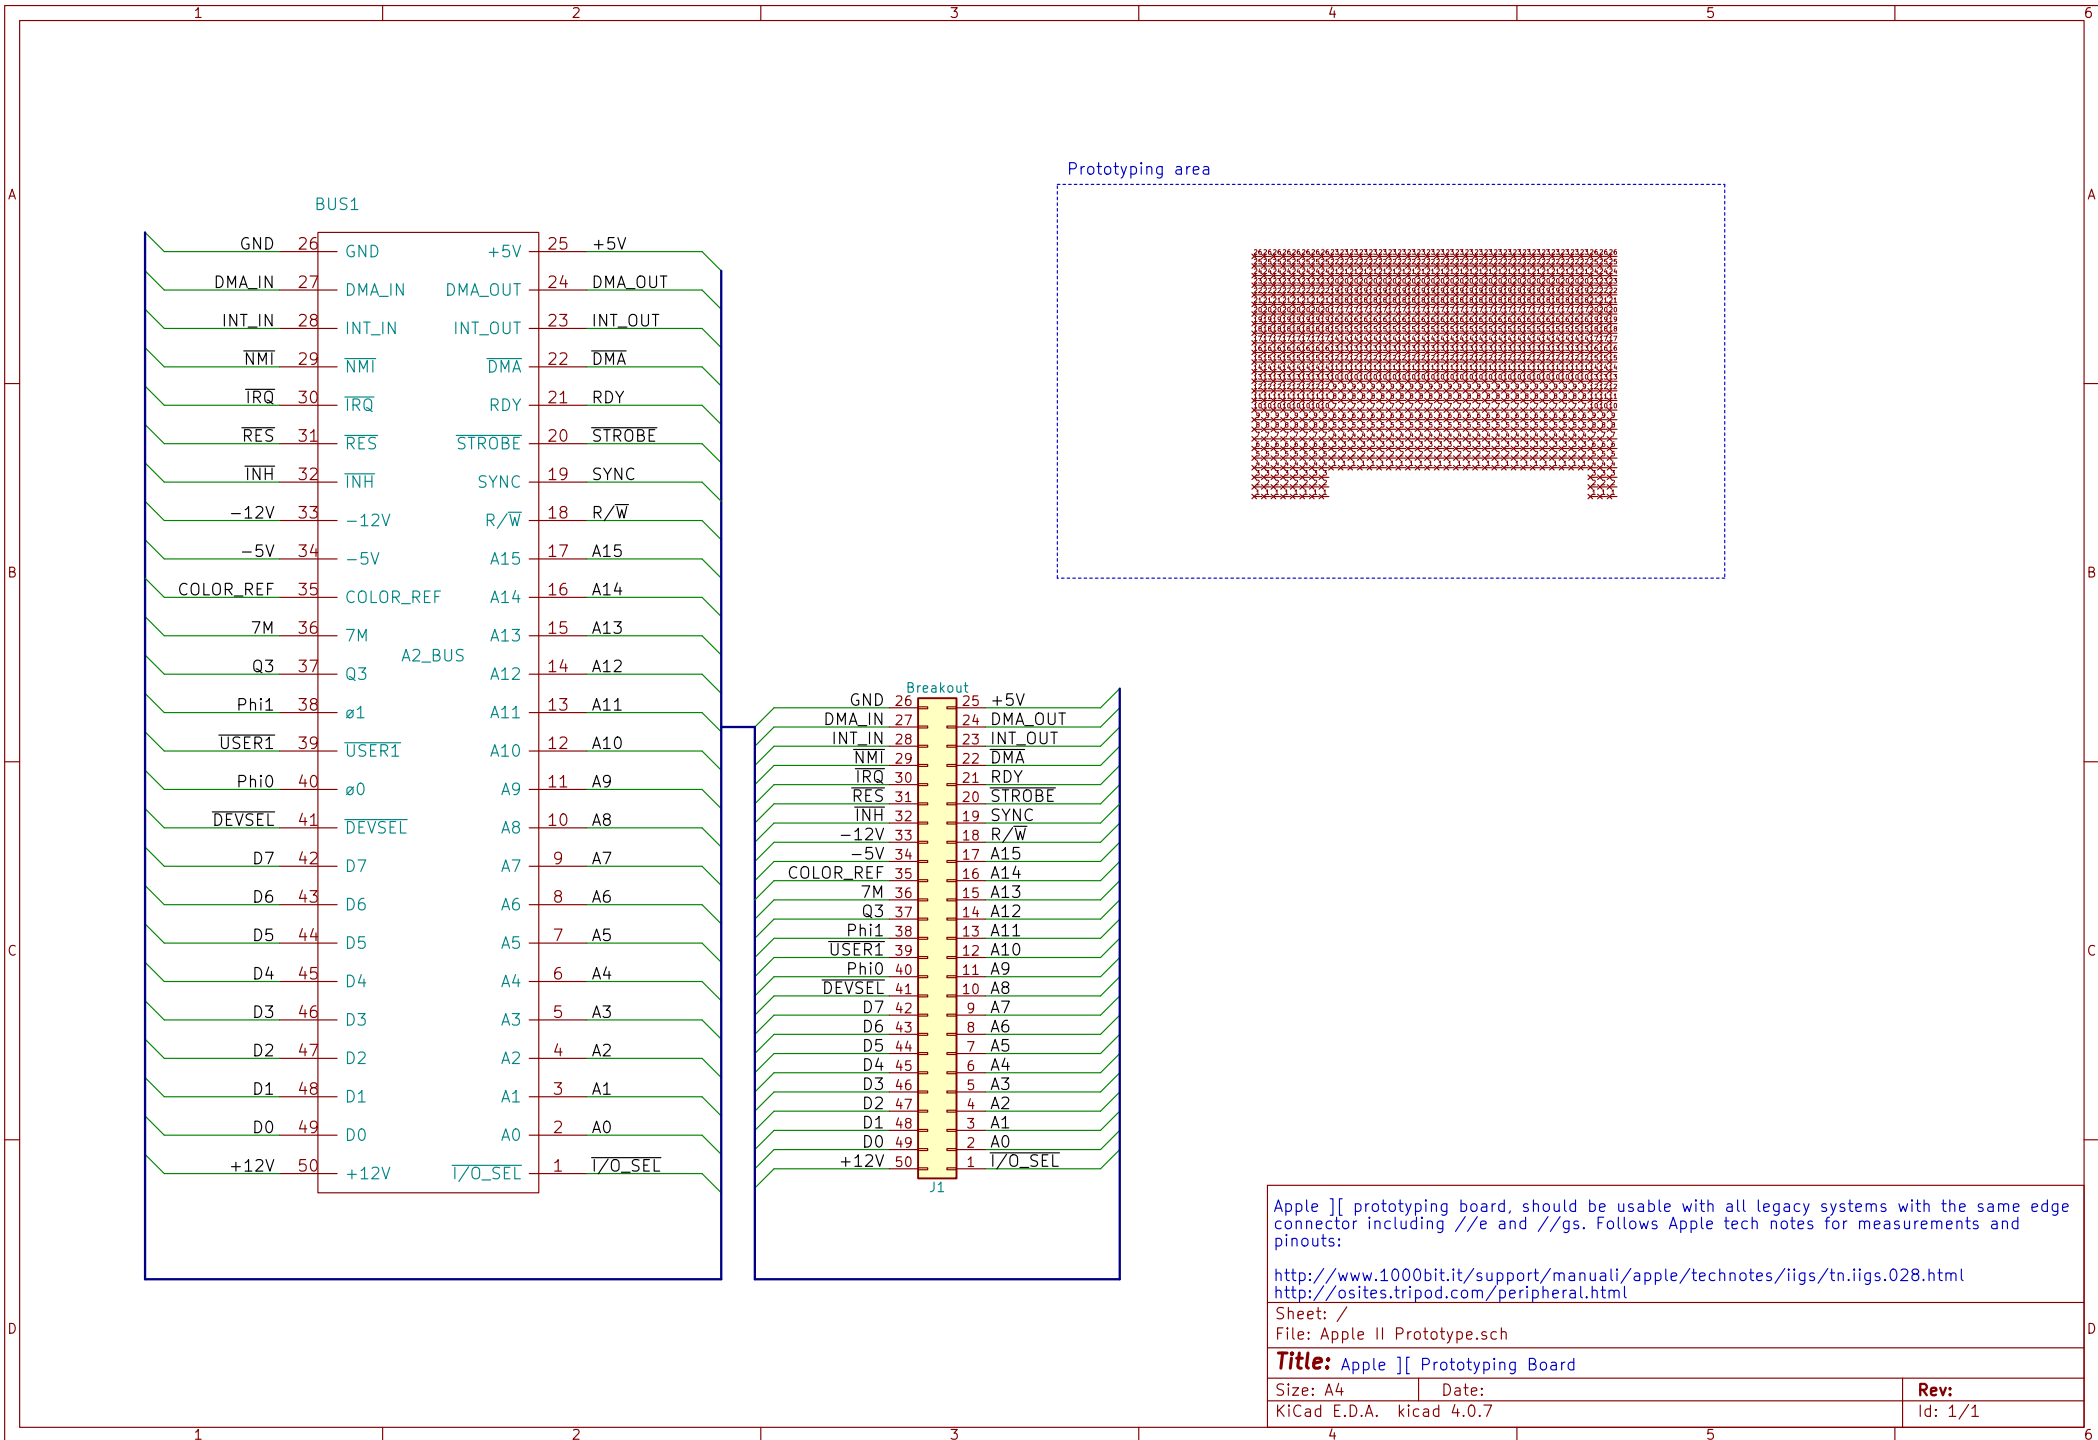 1 2 3 4 5 6
A A
Prototyping area
BUS1
GND 26 GND +5V 25 +5V
DMA_IN 27 DMA_IN DMA_OUT 24 DMA_OUT
INT_IN 28 INT_IN INT_OUT 23 INT_OUT
NMI 29 NMI DMA 22 DMA
IRQ 30 IRQ RDY 21 RDY
RES 31 RES STROBE 20 STROBE
INH 32 INH SYNC 19 SYNC
-12V 33 -12V R/W 18 R/W
-5V 34 -5V A15 17 A15
B B
COLOR_REF 35 COLOR_REF A14 16 A14
7M 36 7M A13 15 A13
A2_BUS
Q3 37 Q3 A12 14 A12
Phi1 38 ø1 A11 13 A11
USER1 39 USER1 A10 12 A10
Phi0 40 ø0 A9 11 A9
DEVSEL 41 DEVSEL A8 10 A8
D7 42 D7 A7 9 A7
D6 43 D6 A6 8 A6
D5 44 D5 A5 7 A5
D4 45 D4 A4 6 A4
D3 46 D3 A3 5 A3
D2 47 D2 A2 4 A2
D1 48 D1 A1 3 A1
D0 49 D0 A0 2 A0
+12V 50 +12V I/O_SEL 1 I/O_SEL
Breakout
GND 26 25 +5V
DMA_IN 27 24 DMA_OUT
INT_IN 28 23 INT_OUT
NMI 29 22 DMA
IRQ 30 21 RDY
RES 31 20 STROBE
INH 32 19 SYNC
-12V 33 18 R/W
-5V 34 17 A15
COLOR_REF 35 16 A14
7M 36 15 A13
Q3 37 14 A12
Phi1 38 13 A11
USER1 39 12 A10
Phi0 40 11 A9
DEVSEL 41 10 A8
D7 42 9 A7
D6 43 8 A6
D5 44 7 A5
D4 45 6 A4
D3 46 5 A3
D2 47 4 A2
D1 48 3 A1
D0 49 2 A0
+12V 50 1 I/O_SEL
J1
C C
Apple ][ prototyping board, should be usable with all legacy systems with the same edge
connector including //e and //gs. Follows Apple tech notes for measurements and
pinouts:
http://www.1000bit.it/support/manuali/apple/technotes/iigs/tn.iigs.028.html
http://osites.tripod.com/peripheral.html
Sheet: /
D D
File: Apple II Prototype.sch
Title: Apple ][ Prototyping Board
Size: A4 Date: Rev:
KiCad E.D.A. kicad 4.0.7 Id: 1/1
1 2 3 4 5 6